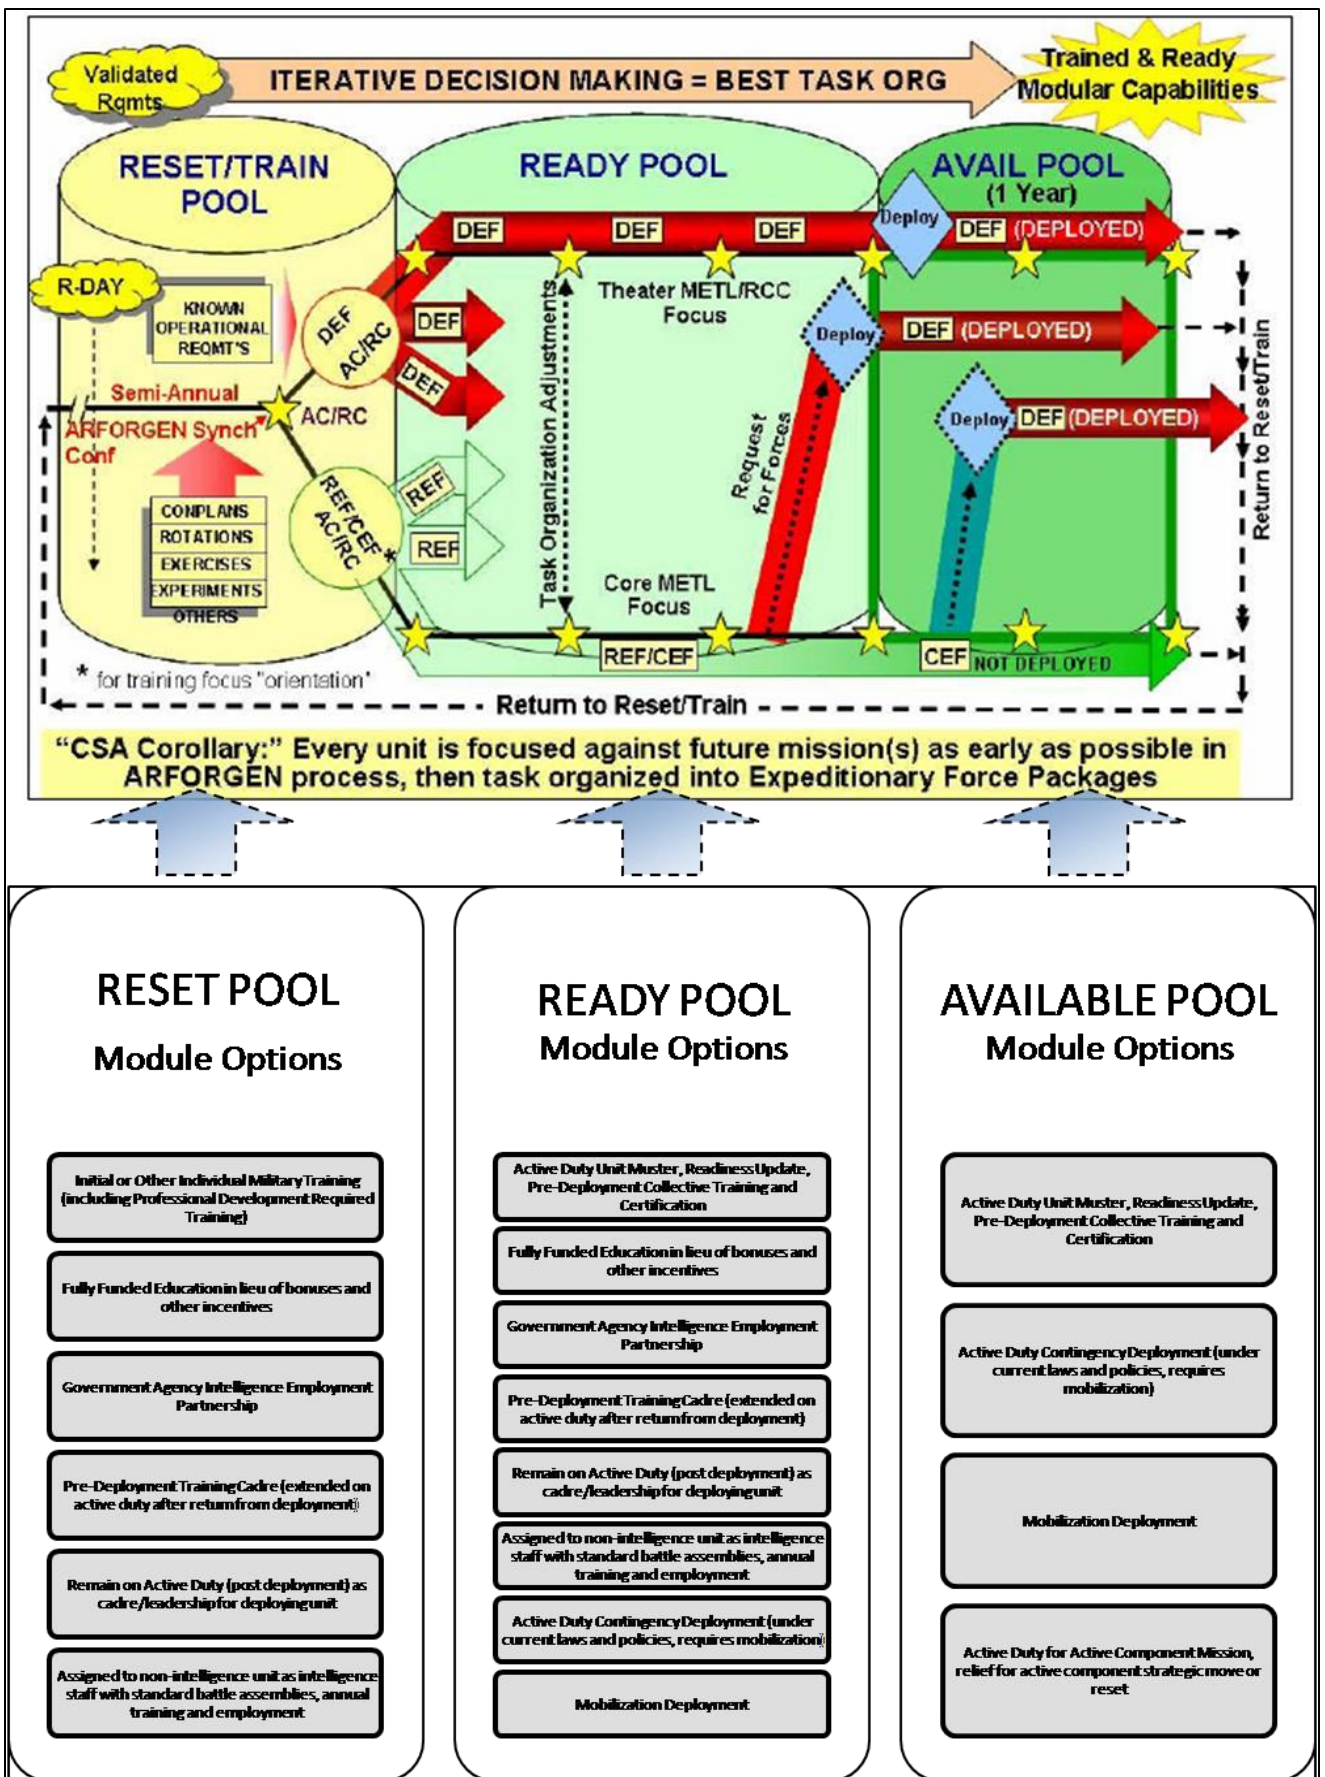 Validated
Rqmts
ITERATIVE DECISION MAKING = BEST TASK ORG
Trained & Ready
Modular Capabilities
RESET/TRAIN
POOL
READY POOL
AVAIL POOL
(1 Year)
DEF
DEF
DEF
Deploy
DEF (DEPLOYED)
R-DAY
KNOWN
OPERATIONAL
REQMT'S
DEF
AC/RC
DEF
DEF
Theater METL/RCC
Focus
Deploy
DEF (DEPLOYED)
Semi-Annual
ARFORGEN Synch
Conf
AC/RC
Deploy
DEF (DEPLOYED)
Task Organization Adjustments
Request
for Forces
Return to Reset/Train
REF/CEF *
AC/RC
REF
REF
CONPLANS
ROTATIONS
EXERCISES
EXPERIMENTS
OTHERS
Core METL
Focus
REF/CEF
CEF NOT DEPLOYED
* for training focus "orientation"
Return to Reset/Train
“CSA Corollary:” Every unit is focused against future mission(s) as early as possible in
ARFORGEN process, then task organized into Expeditionary Force Packages
RESET POOL
Module Options
Initial or Other Individual Military Training
(including Professional Development Required
Training)
Fully Funded Education in lieu of bonuses and
other incentives
Government Agency Intelligence Employment
Partnership
Pre-Deployment Training Cadre (extended on
active duty after return from deployment)
Remain on Active Duty (post deployment) as
cadre/leadership for deploying unit
Assigned to non-intelligence unit as intelligence
staff with standard battle assemblies, annual
training and employment
READY POOL
Module Options
Active Duty Unit Muster, Readiness Update,
Pre-Deployment Collective Training and
Certification
Fully Funded Education in lieu of bonuses and
other incentives
Government Agency Intelligence Employment
Partnership
Pre-Deployment Training Cadre (extended on
active duty after return from deployment)
Remain on Active Duty (post deployment) as
cadre/leadership for deploying unit
Assigned to non-intelligence unit as intelligence
staff with standard battle assemblies, annual
training and employment
Active Duty Contingency Deployment (under
current laws and policies, requires mobilization)
Mobilization Deployment
AVAILABLE POOL
Module Options
Active Duty Unit Muster, Readiness Update,
Pre-Deployment Collective Training and
Certification
Active Duty Contingency Deployment (under
current laws and policies, requires
mobilization)
Mobilization Deployment
Active Duty for Active Component Mission,
relief for active component strategic move or
reset